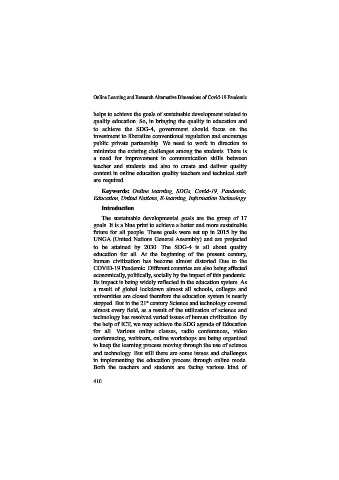 Online Learning and Research Alternative Dimensions of Covid-19 Pandemic
helps to achieve the goals of sustainable development related to
quality education. So, in bringing the quality in education and
to achieve the SDG-4, government should focus on the
investment to liberalize conventional regulation and encourage
public private partnership. We need to work in direction to
minimize the existing challenges among the students. There is
a need for improvement in communication skills between
teacher and students and also to create and deliver quality
content in online education quality teachers and technical staff
are required.
Keywords: Online learning, SDGs, Covid-19, Pandemic,
Education, United Nations, E-learning, Information Technology
Introduction
The sustainable developmental goals are the group of 17
goals. It is a blue print to achieve a better and more sustainable
future for all people. These goals were set up in 2015 by the
UNGA (United Nations General Assembly) and are projected
to be attained by 2030. The SDG-4 is all about quality
education for all. At the beginning of the present century,
human civilization has become almost distorted Due to the
COVID-19 Pandemic. Different countries are also being affected
economically, politically, socially by the impact of this pandemic.
Its impact is being widely reflected in the education system. As
a result of global lockdown almost all schools, colleges and
universities are closed therefore the education system is nearly
stopped. But in the 21st century Science and technology covered
almost every field, as a result of the utilization of science and
technology has resolved varied issues of human civilization. By
the help of ICT, we may achieve the SDG agenda of Education
for all. Various online classes, radio conferences, video
conferencing, webinars, online workshops are being organized
to keep the learning process moving through the use of science
and technology. But still there are some issues and challenges
in implementing the education process through online mode.
Both the teachers and students are facing various kind of
410